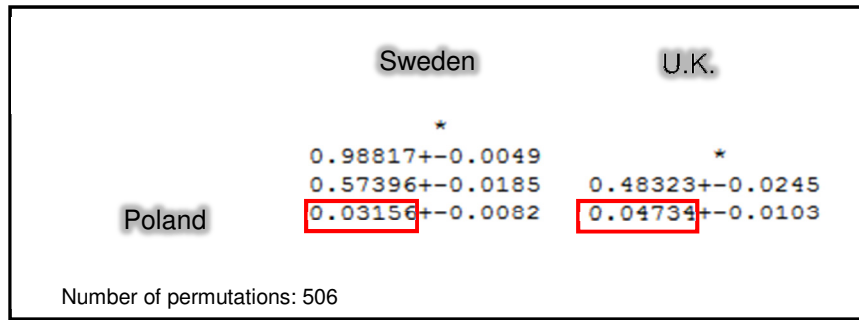 Sweden U.K.
*
0.98817+-0.0049 *
0.57396+-0.0185 0.48323+-0.0245
Poland 0.03156+-0.0082 0.04734+-0.0103
Number of permutations: 506